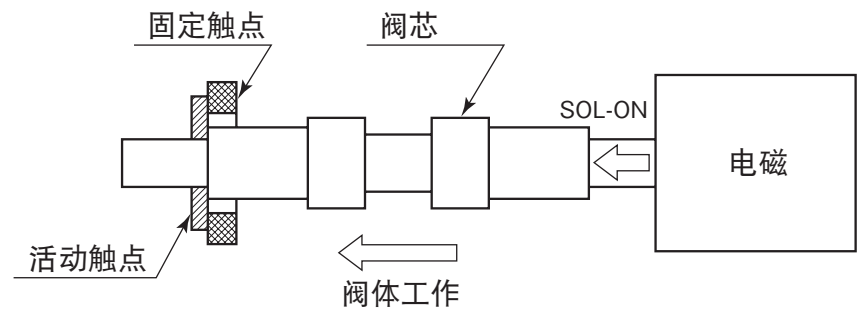 固定触点
阀芯
SOL-ON
电磁
活动触点
阀体工作